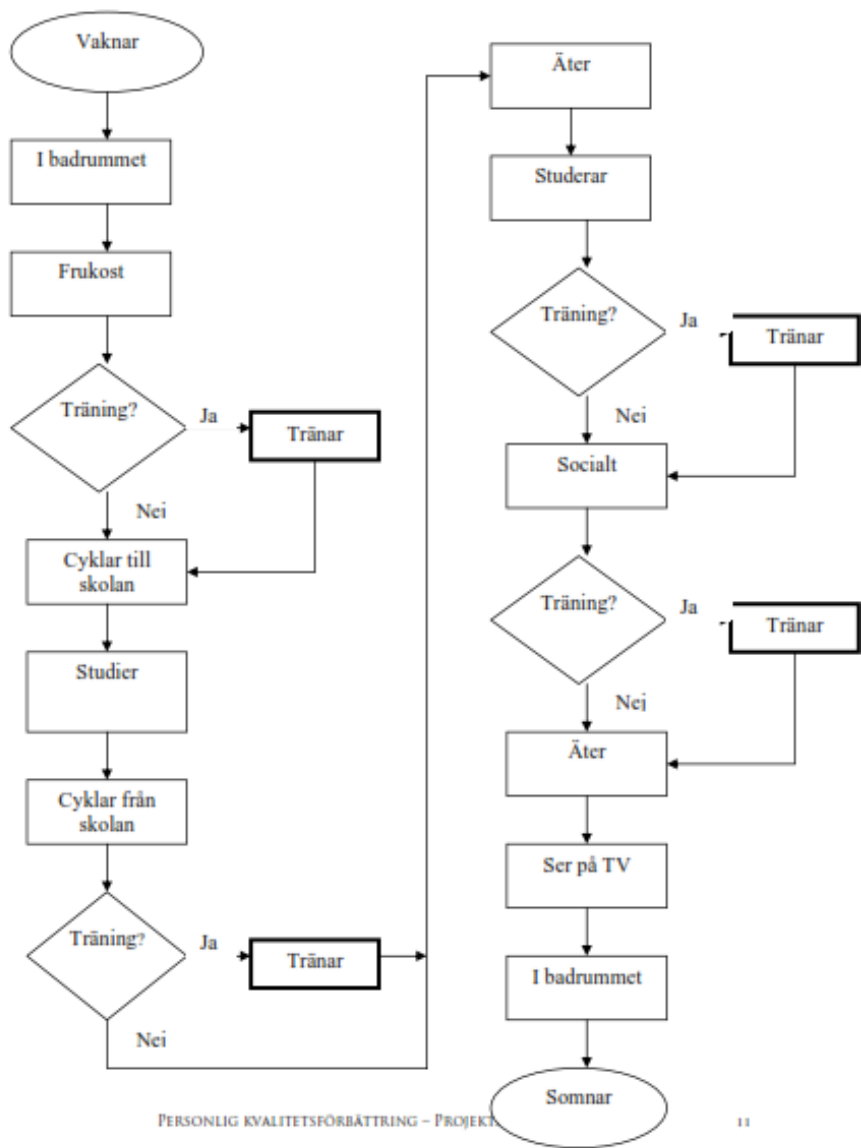 Vaknar
I badrummet
Frukost
Träning?
Ja
Tränar
Nei
Cyklar till
skolan
Studier
Cyklar från
skolan
Träning?
Ja
Tränar
Nei
Äter
Studerar
Träning?
Ja
Tränar
Nei
Socialt
Träning?
Ja
Tränar
Nej
Äter
Ser på TV
I badrummet
Somnar
PERSONLIG KVALITETSFÖRBÄTTRING – PROJEKT
11